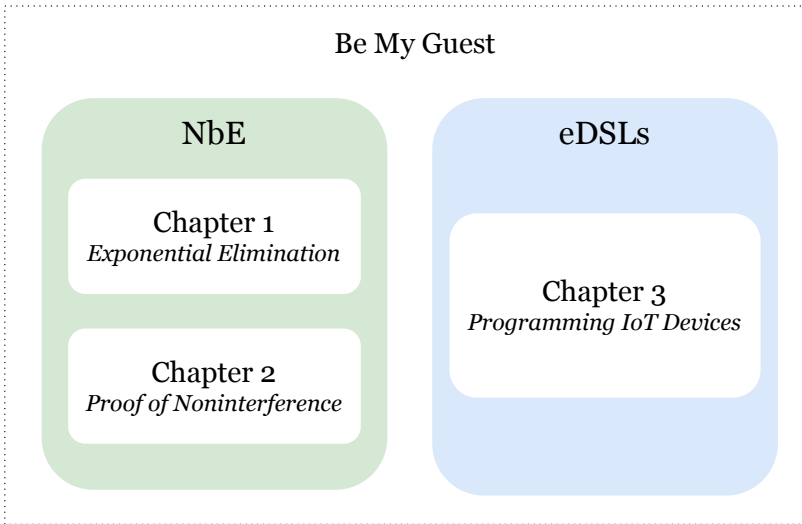 Be My Guest
NbE
Chapter 1
Exponential Elimination
Chapter 2
Proof of Noninterference
eDSLs
Chapter 3
Programming IoT Devices